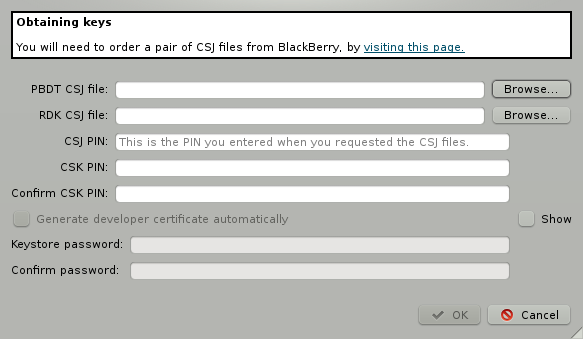 Obtaining keys
You will need to order a pair of CSJ files from BlackBerry, by visiting this page.
PBDT CSJ file: Browse...
RDK CSJ file: Browse...
CSJ PIN: This is the PIN you entered when you requested the CSJ files.
CSK PIN:
Confirm CSK PIN:
Generate developer certificate automatically Show
Keystore password:
Confirm password:
OK Cancel